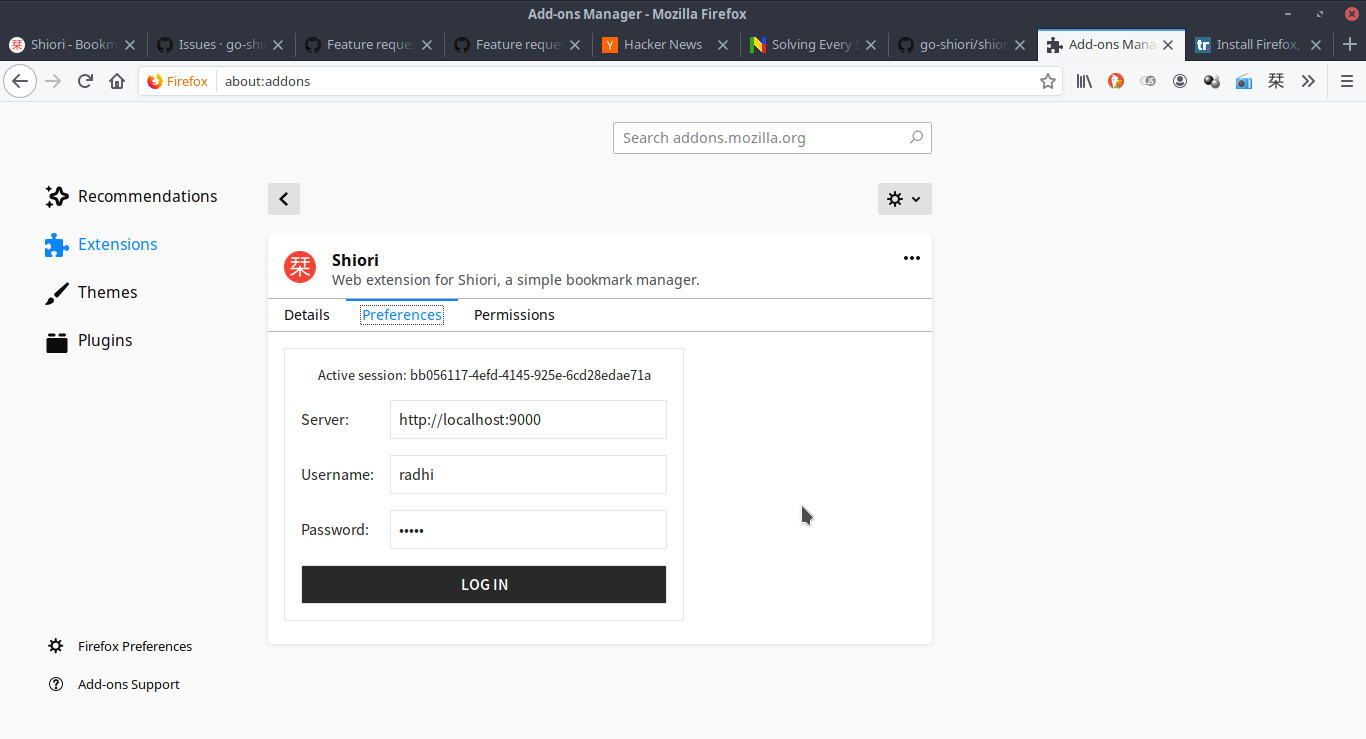 Add-ons Manager - Mozilla Firefox
Shiori - Bookm
Issues · go-shi
Feature reque
Feature reque
Hacker News
Solving Every S
go-shiori/shior
Add-ons Mana
Install Firefox,
Firefox
about:addons
栞
Search addons.mozilla.org
Recommendations
Extensions
Themes
Plugins
栞
Shiori
Web extension for Shiori, a simple bookmark manager.
Details
Preferences
Permissions
Active session: bb056117-4efd-4145-925e-6cd28edae71a
Server:
http://localhost:9000
Username:
radhi
Password:
•••••
LOG IN
Firefox Preferences
Add-ons Support